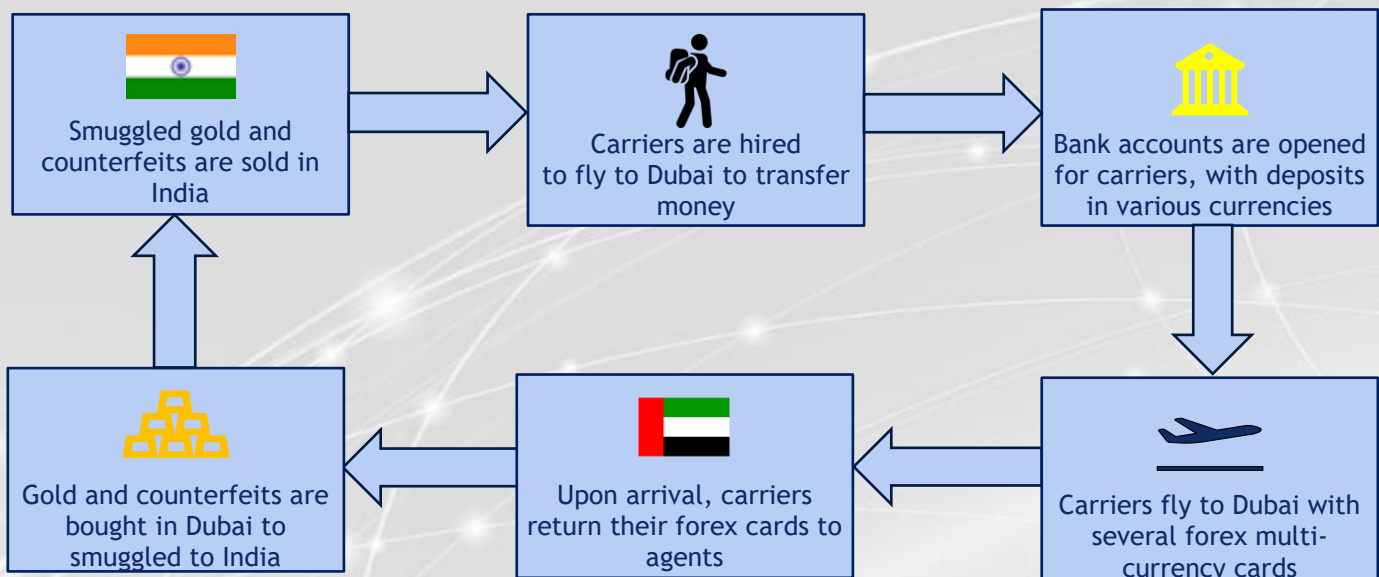 Smuggled gold and
counterfeits are sold in
India
Carriers are hired
to fly to Dubai to transfer
money
Bank accounts are opened
for carriers, with deposits
in various currencies
Carriers fly to Dubai with
several forex multi-
currency cards
Upon arrival, carriers
return their forex cards to
agents
Gold and counterfeits are
bought in Dubai to
smuggled to India